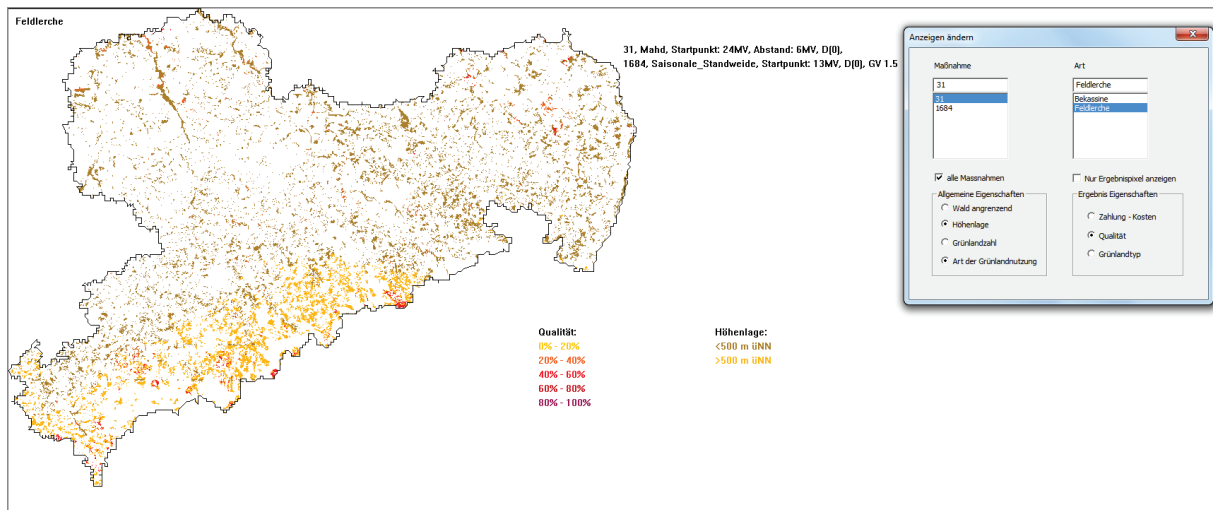 Feldlerche
31, Mahd, Startpunkt: 24MV, Abstand: 6MV, D(0),
1684, Saisonale_Standweide, Startpunkt: 13MV, D(0), GV 1.5
Qualität:
0% - 20%
20% - 40%
40% - 60%
60% - 80%
80% - 100%
Höhenlage:
<500 m üNN
>500 m üNN
Anzeigen ändern
Maßnahme
31
31
1684
Art
Feldlerche
Bekassine
Feldlerche
alle Massnahmen
Nur Ergebnispixel anzeigen
Allgemeine Eigenschaften
Wald angrenzend
Höhenlage
Grünlandzahl
Art der Grünlandnutzung
Ergebnis Eigenschaften
Zahlung - Kosten
Qualität
Grünlandtyp